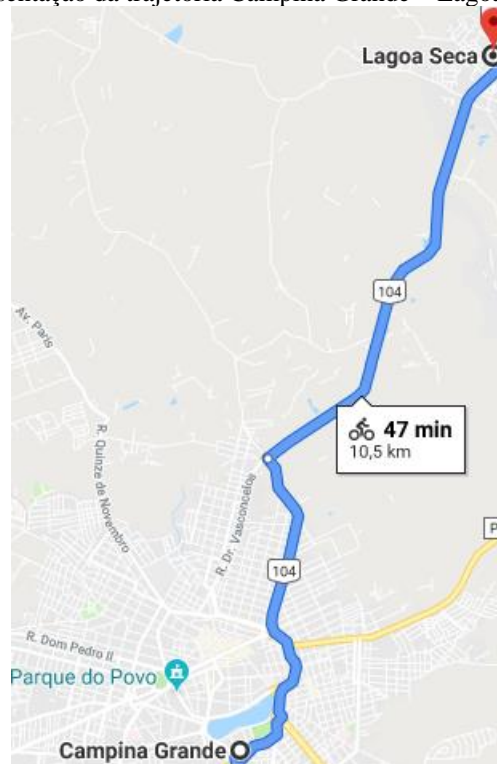 Lagoa Seca
104
Av. Paris
47 min
10,5 km
R. Quinze de Novembro
R. Dr. Vasconcelos
P
104
R. Dom Pedro II
Parque do Povo
Campina Grande